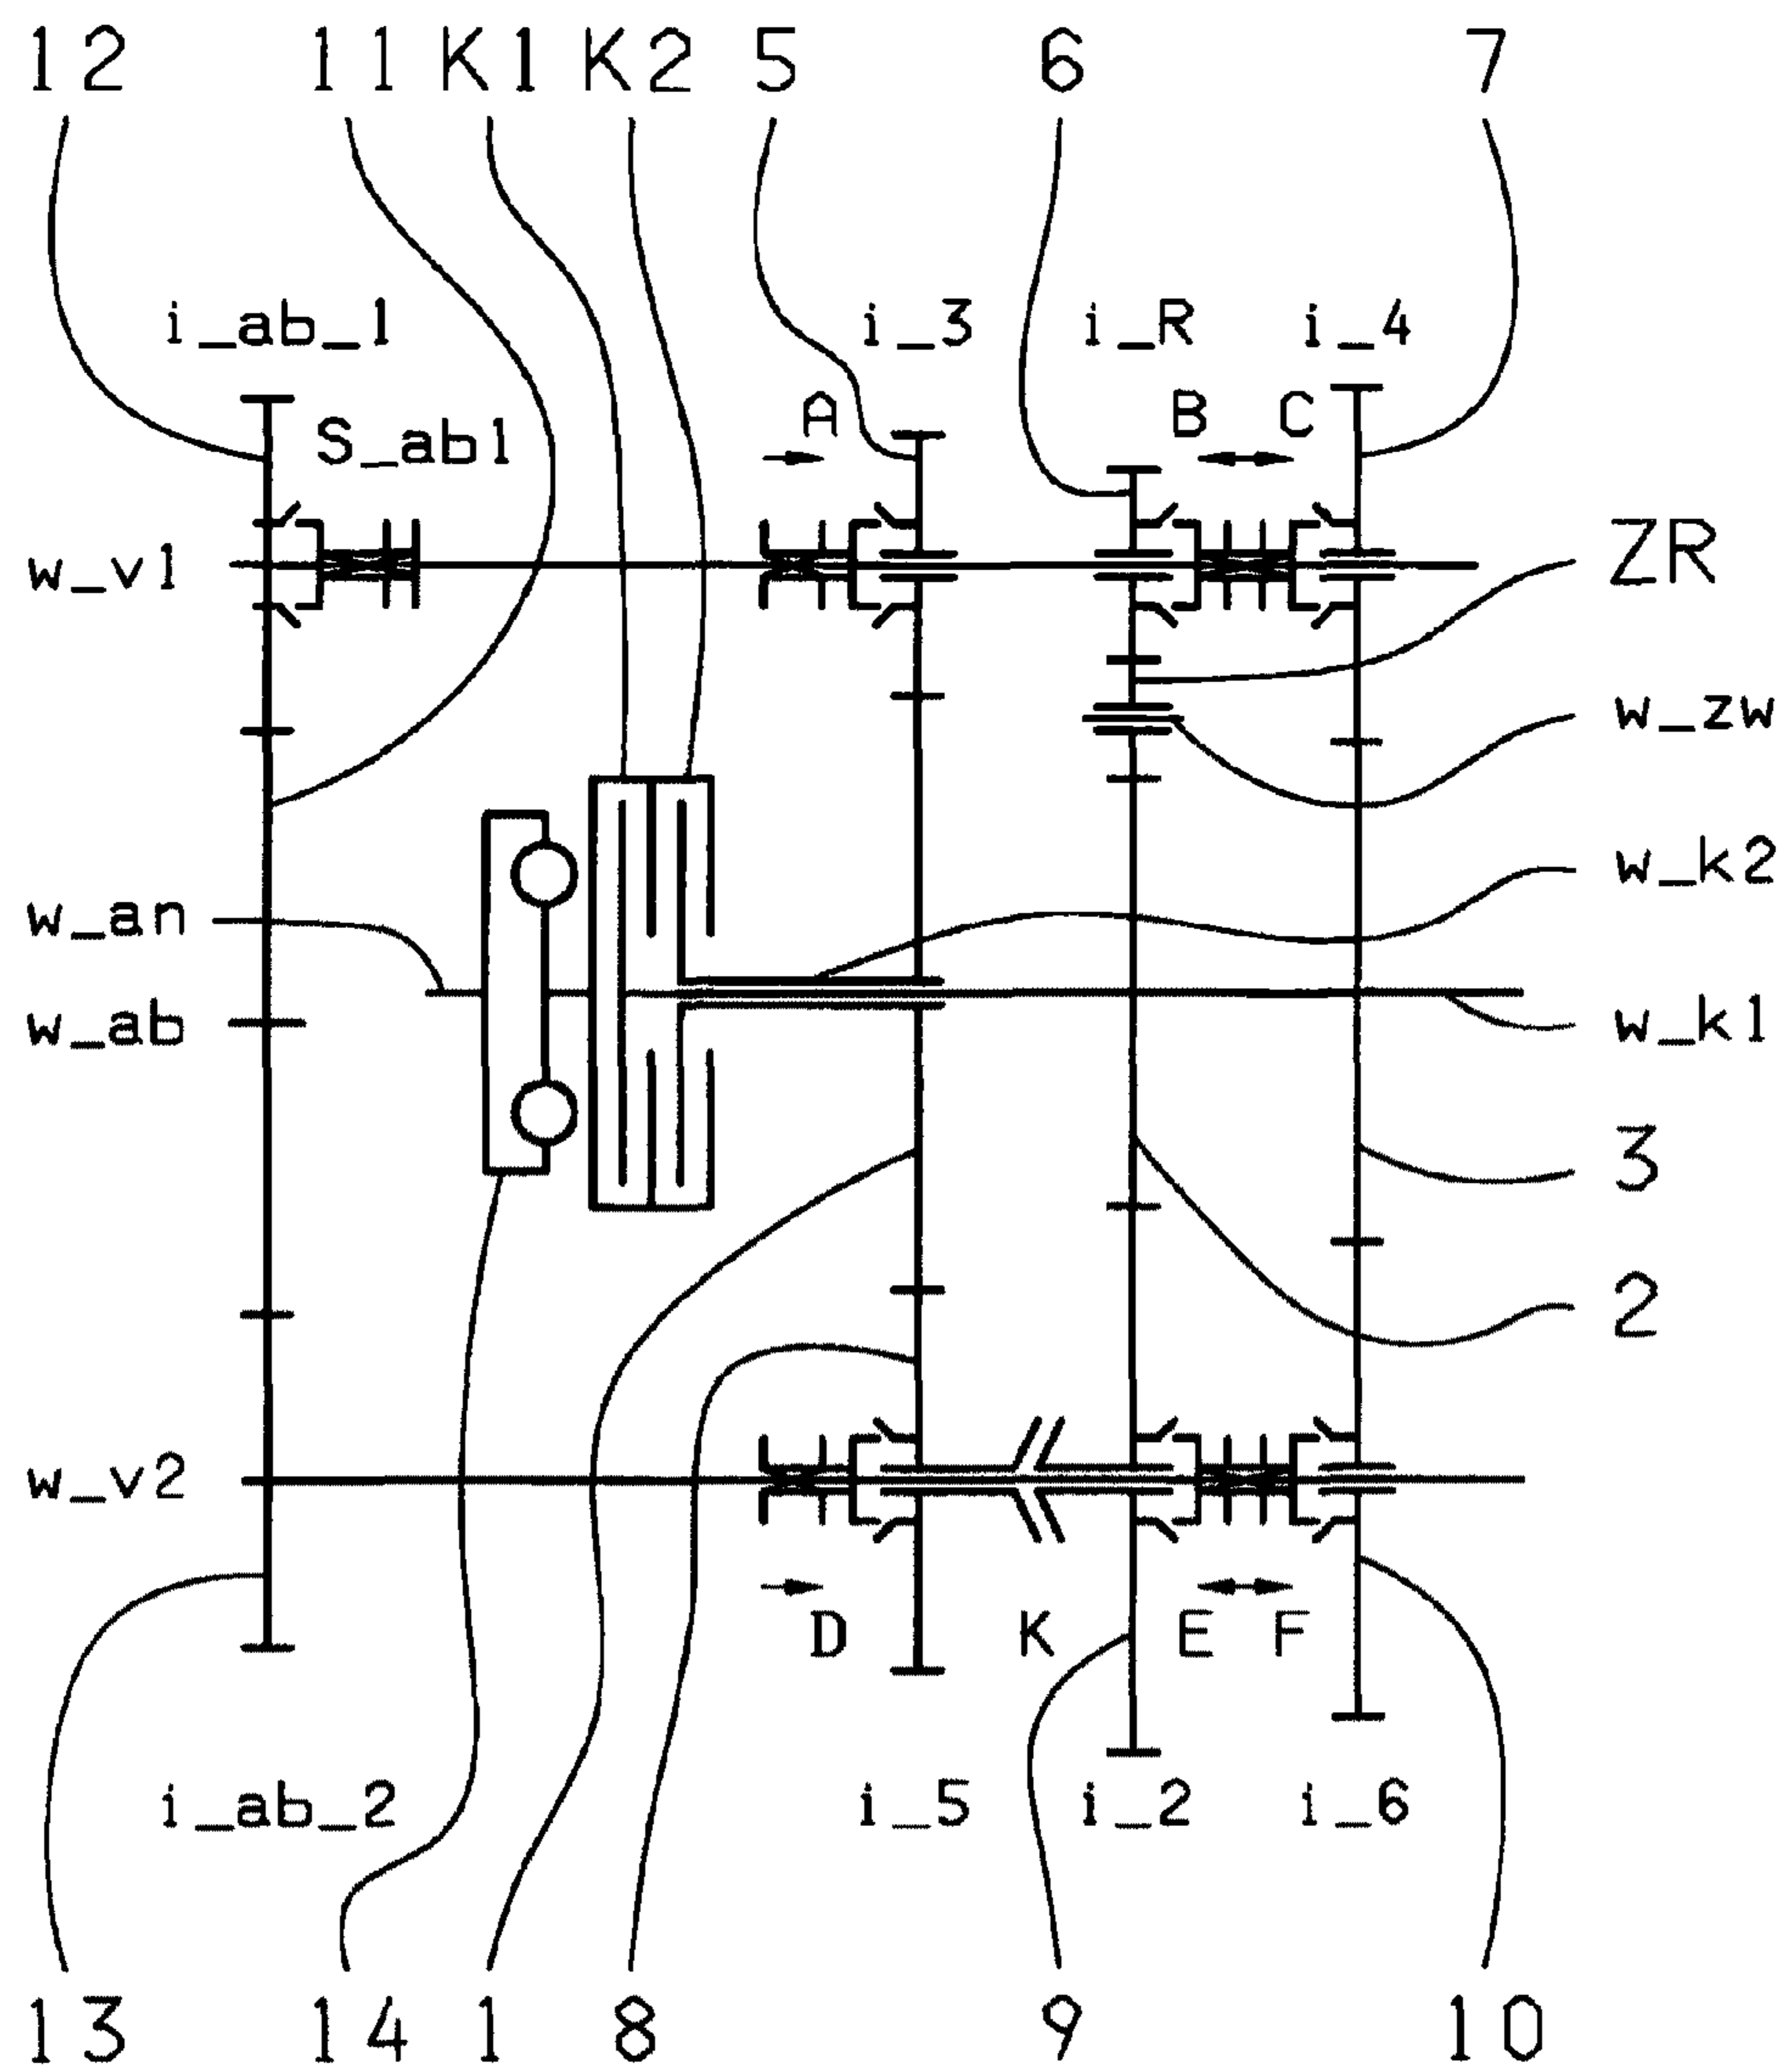 12 11 K1 K2 5 6 7
i_ab_1 i_3 i_R i_4
S_ab1 A B C
w_v1 ZR
w_zw
w_k2
w_an
w_ab w_k1
3
2
w_v2
D K E F
i_ab_2 i_5 i_2 i_6
13 14 1 8 9 10